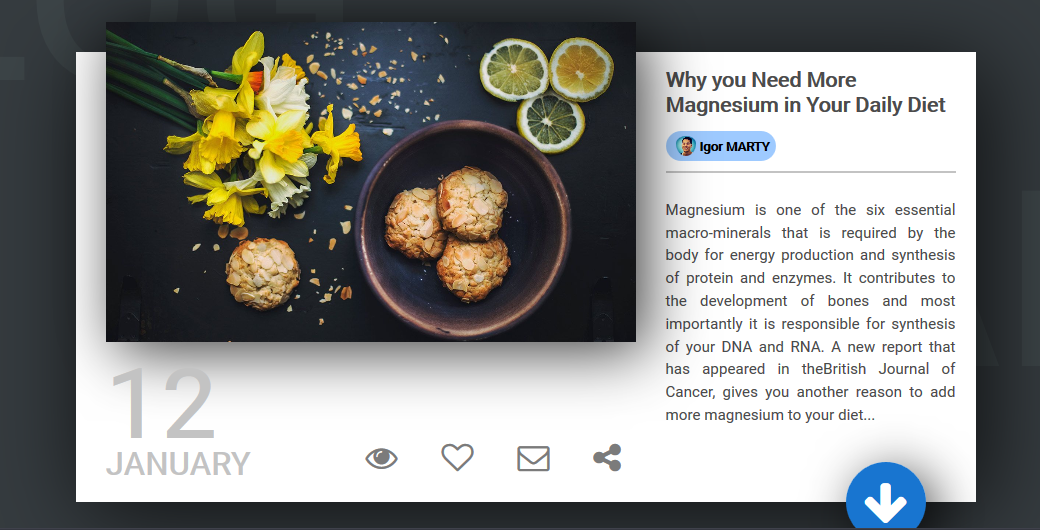 Why you Need More
Magnesium in Your Daily Diet
Igor MARTY
Magnesium is one of the six essential
macro-minerals that is required by the
body for energy production and synthesis
of protein and enzymes. It contributes to
the development of bones and most
importantly it is responsible for synthesis
of your DNA and RNA. A new report that
has appeared in theBritish Journal of
Cancer, gives you another reason to add
more magnesium to your diet...
12
JANUARY